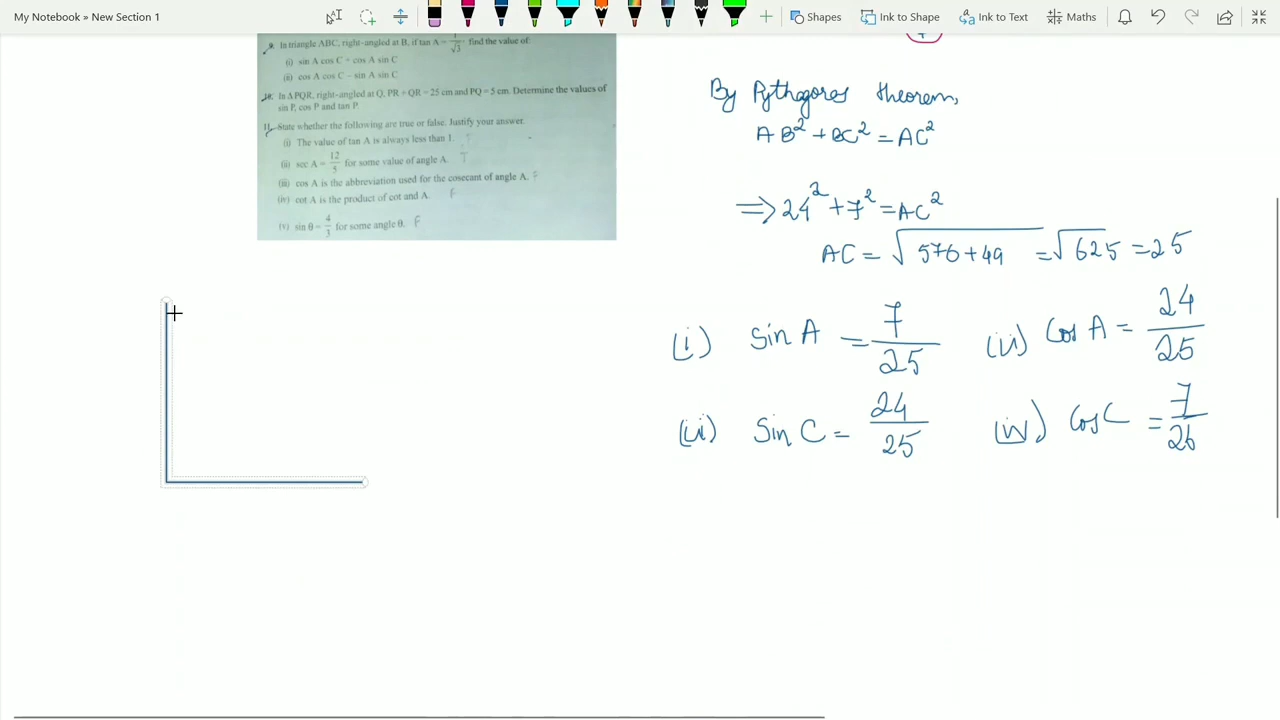 My Notebook » New Section 1
Shapes
Ink to Shape
Ink to Text
Maths
9. In triangle ABC, right-angled at B, if tan A = 1/√3, find the value of:
(i) sin A cos C + cos A sin C
(ii) cos A cos C – sin A sin C
10. In Δ PQR, right-angled at Q, PR + QR = 25 cm and PQ = 5 cm. Determine the values of
sin P, cos P and tan P.
11. State whether the following are true or false. Justify your answer.
(i) The value of tan A is always less than 1. T
(ii) sec A = 12/5 for some value of angle A. T
(iii) cos A is the abbreviation used for the cosecant of angle A. F
(iv) cot A is the product of cot and A. F
(v) sin θ = 4/3 for some angle θ. F
By Pythagores theorem,
AB² + BC² = AC²
⇒ 24² + 7² = AC²
AC = √576+49 = √625 = 25
(i) Sin A = 7/25 (ii) Cos A = 24/25
(ii) Sin C = 24/25 (iv) Cos C = 7/25